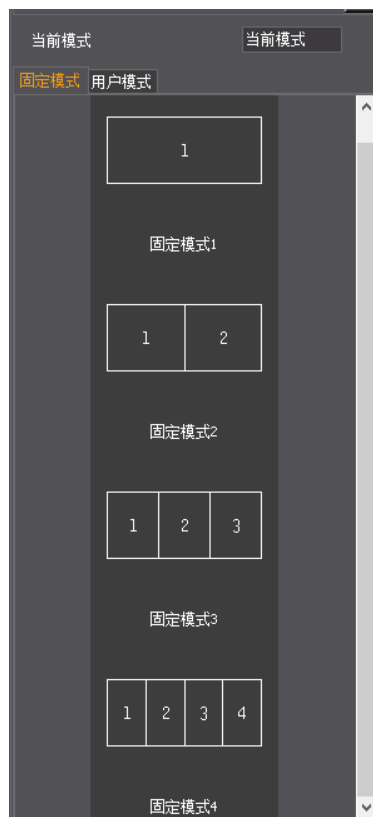 当前模式 当前模式
固定模式 用户模式
1
固定模式1
1 2
固定模式2
1 2 3
固定模式3
1 2 3 4
固定模式4